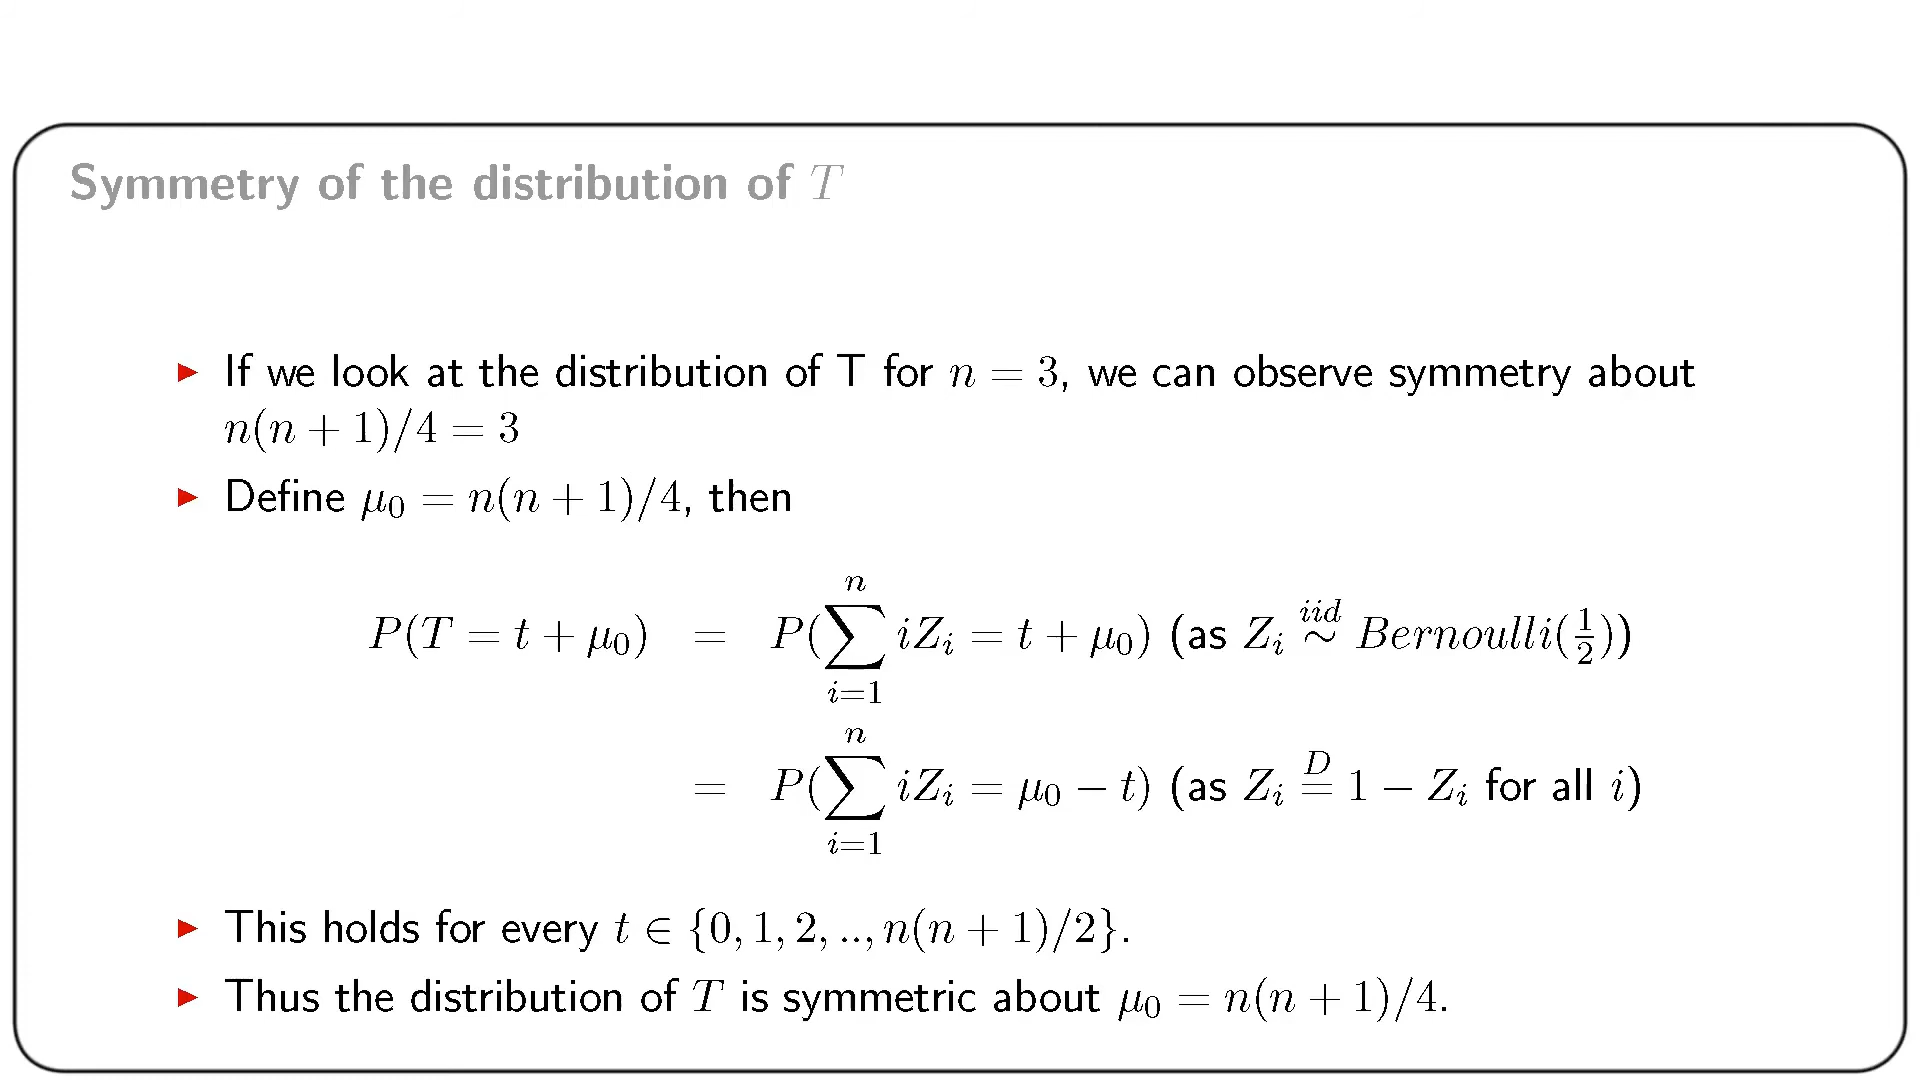 Symmetry of the distribution of T
▶ If we look at the distribution of T for n = 3, we can observe symmetry about
n(n + 1)/4 = 3
▶ Define μ₀ = n(n + 1)/4, then
P(T = t + μ₀) = P(∑_{i=1}^{n} iZ_i = t + μ₀) (as Z_i \overset{iid}{∼} Bernoulli(\frac{1}{2}))
= P(∑_{i=1}^{n} iZ_i = μ₀ − t) (as Z_i \overset{D}{=} 1 − Z_i for all i)
▶ This holds for every t ∈ {0, 1, 2, .., n(n + 1)/2}.
▶ Thus the distribution of T is symmetric about μ₀ = n(n + 1)/4.